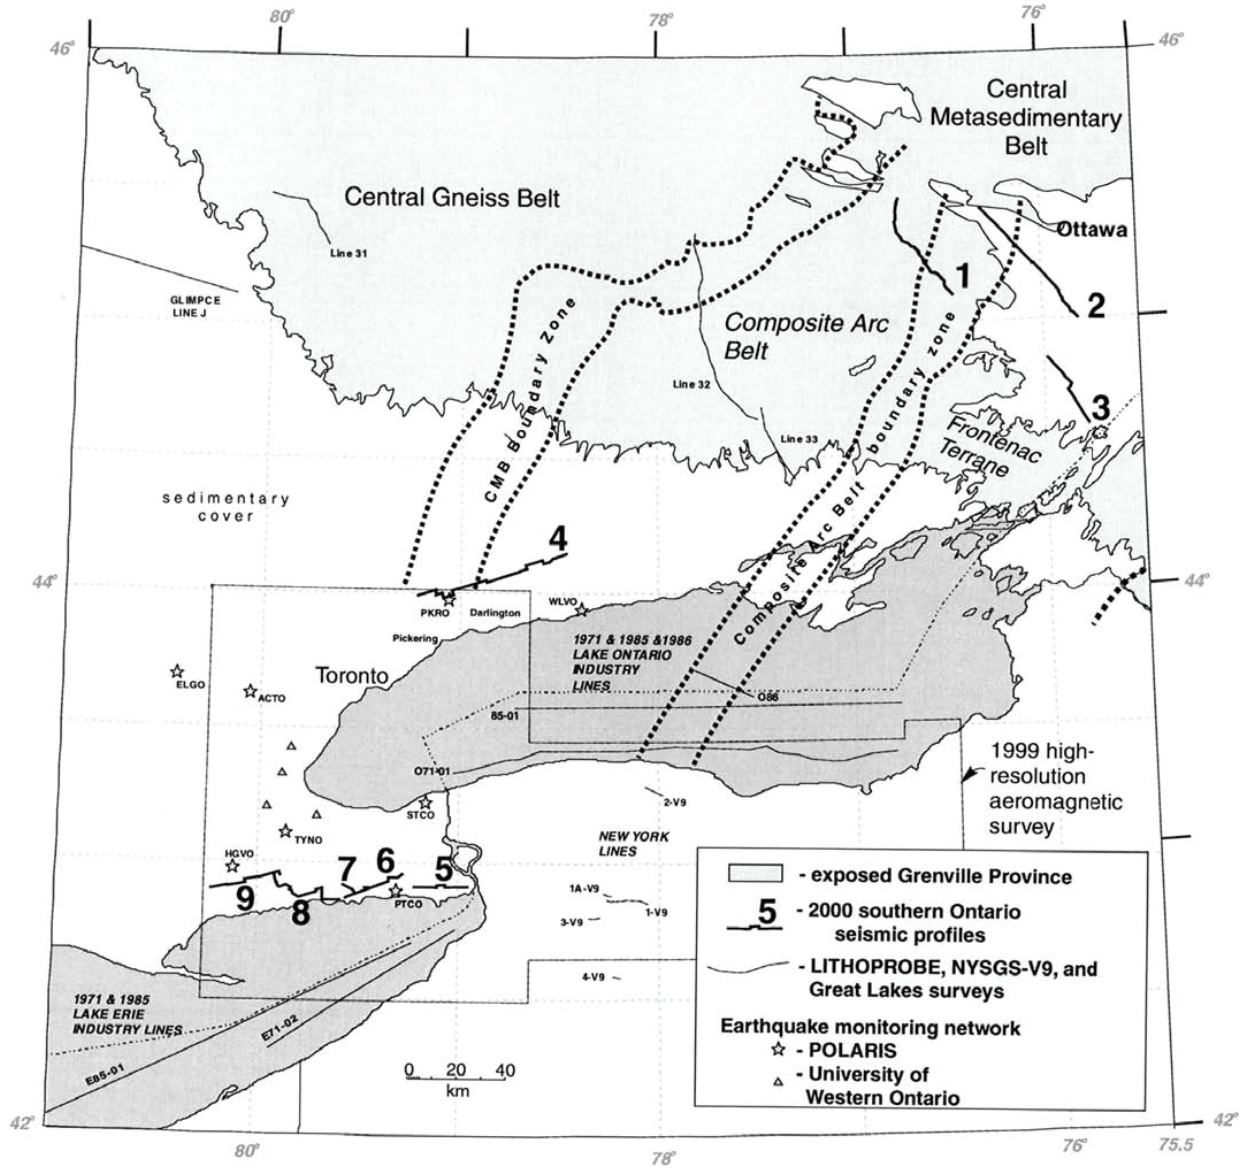 80°
78°
76°
46°
46°
Central
Metasedimentary
Belt
Central Gneiss Belt
Ottawa
Line 31
1
GLIMPCE
LINE J
2
CMB Boundary Zone
Composite Arc
Belt
Line 32
3
Line 33
Frontenac
Terrane
Composite Arc Belt boundary zone
sedimentary
cover
4
44°
44°
PKRO
Darlington
WLVO
Pickering
1971 & 1985 &1986
LAKE ONTARIO
INDUSTRY
LINES
Toronto
ELGO
ACTO
O86
85-01
1999 high-
resolution
aeromagnetic
survey
O71-01
2-V9
STCO
TYNO
NEW YORK
LINES
HGVO
7
6
5
9
8
PTCO
1A-V9
1-V9
3-V9
4-V9
1971 & 1985
LAKE ERIE
INDUSTRY LINES
E71-02
E85-01
0 20 40
km
- exposed Grenville Province
5
- 2000 southern Ontario
seismic profiles
- LITHOPROBE, NYSGS-V9, and
Great Lakes surveys
Earthquake monitoring network
- POLARIS
- University of
Western Ontario
42°
42°
80°
78°
76°
75.5